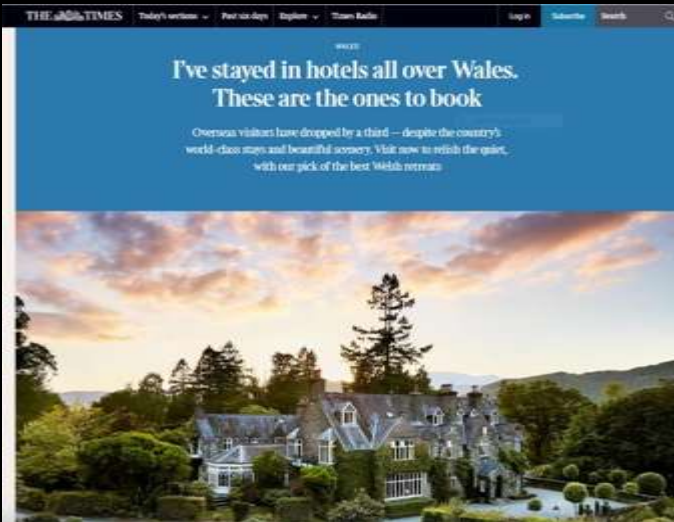 THE TIMES
Today's sections
Past six days
Explore
Times Radio
Log in
Subscribe
Search
WALES
I've stayed in hotels all over Wales.
These are the ones to book
Overseas visitors have dropped by a third — despite the country's
world-class stays and beautiful scenery. Visit now to relish the quiet,
with our pick of the best Welsh retreats